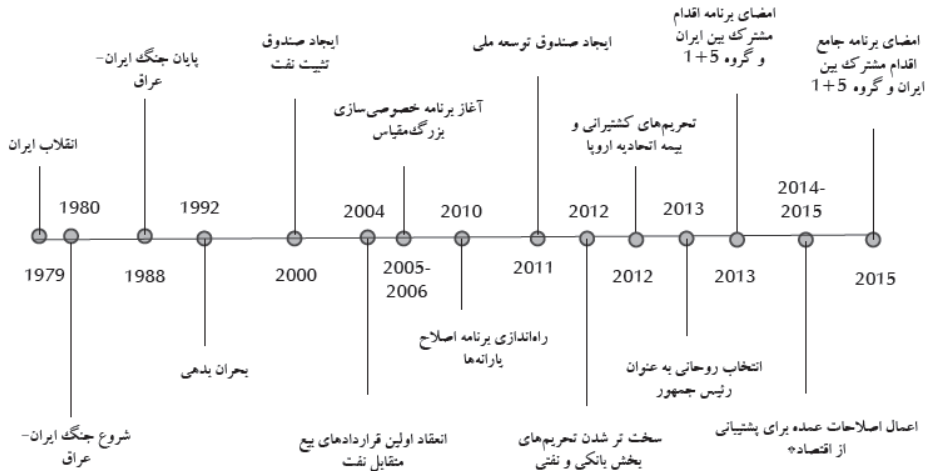 امضای برنامه اقدام
مشترک بین ایران
و گروه 5+1
امضای برنامه جامع
اقدام مشترک بین
ایران و گروه 5+1
ایجاد صندوق توسعه ملی
ایجاد صندوق
تثبیت نفت
پایان جنگ ایران-
عراق
آغاز برنامه خصوصی‌سازی
بزرگ‌مقیاس
تحریم‌های کشتیرانی و
بیمه اتحادیه اروپا
انقلاب ایران
1980
1992
2004
2010
2012
2013
2014-
2015
1979
1988
2000
2005-
2006
2011
2012
2013
2015
راه‌اندازی برنامه اصلاح
یارانه‌ها
بحران بدهی
انتخاب روحانی به عنوان
رئیس جمهور
شروع جنگ ایران-
عراق
انعقاد اولین قراردادهای بیع
متقابل نفت
سخت تر شدن تحریم‌های
بخش بانکی و نفتی
اعمال اصلاحات عمده برای پشتیبانی
از اقتصاد*